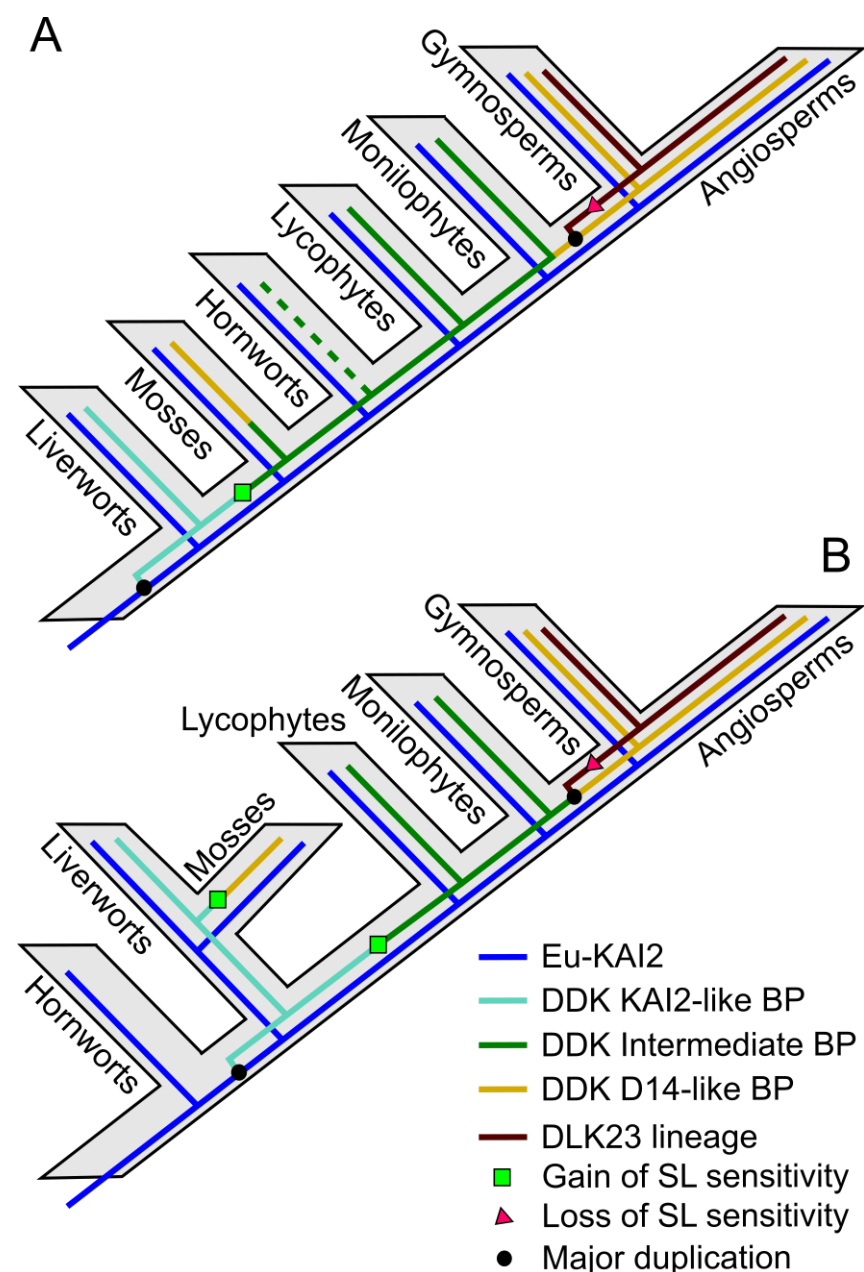 A
Gymnosperms
Angiosperms
Monilophytes
Lycophytes
Hornworts
Mosses
Liverworts
B
Gymnosperms
Angiosperms
Monilophytes
Lycophytes
Mosses
Liverworts
Hornworts
Eu-KAI2
DDK KAI2-like BP
DDK Intermediate BP
DDK D14-like BP
DLK23 lineage
Gain of SL sensitivity
Loss of SL sensitivity
Major duplication